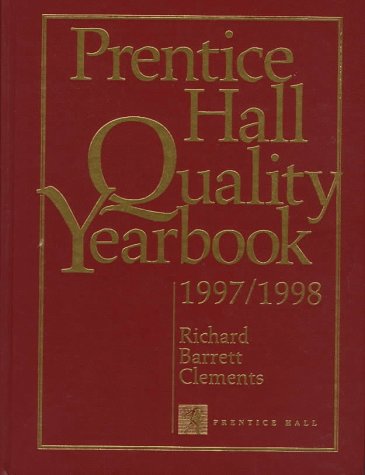 Prentice
Hall
Quality
Yearbook
1997/1998
Richard
Barrett
Clements
PRENTICE HALL